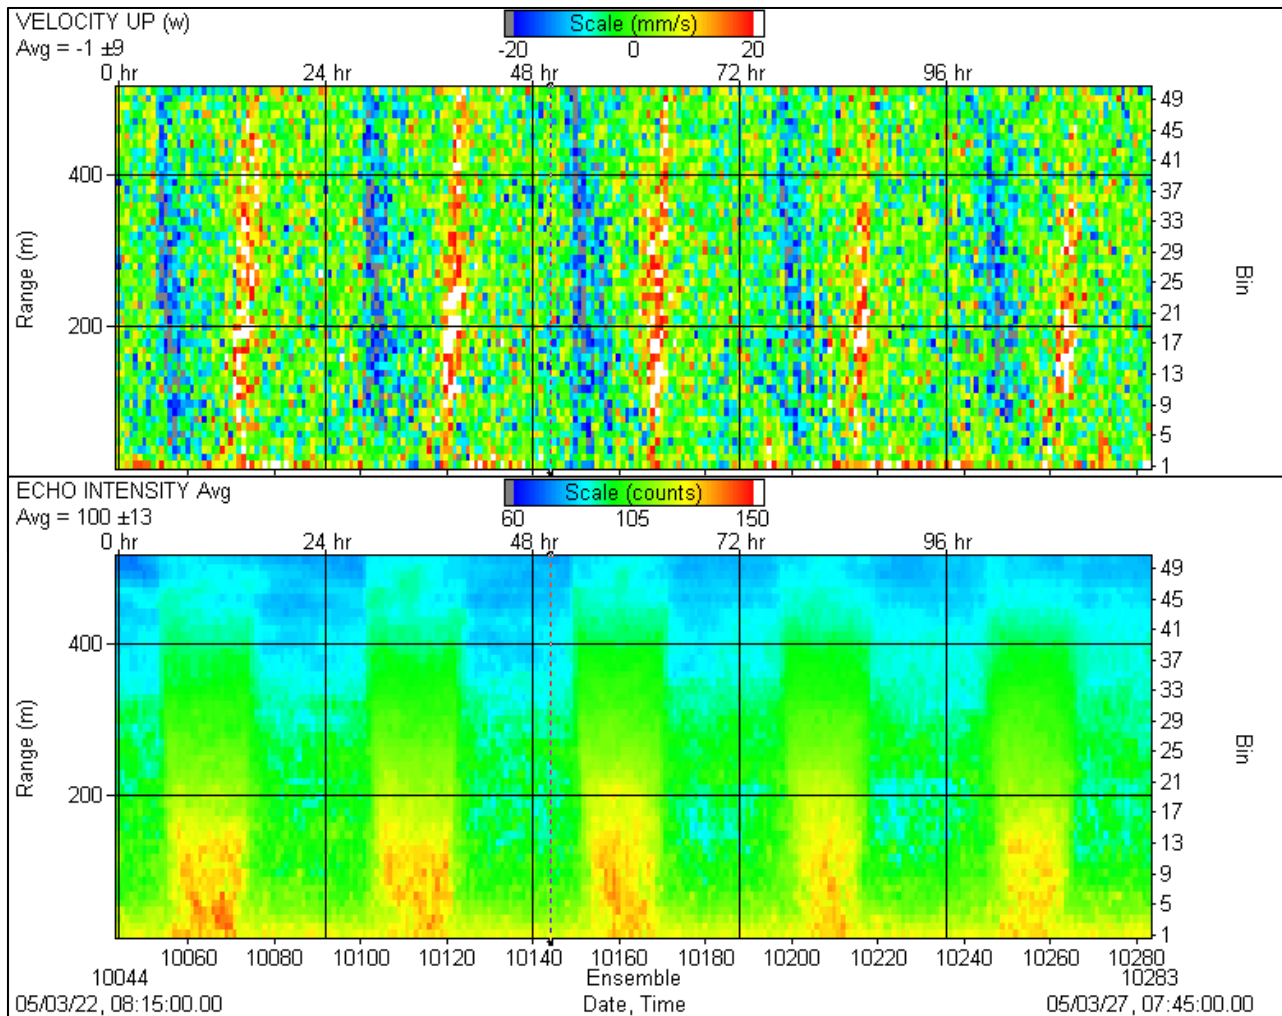 VELOCITY UP (w)
Scale (mm/s)
Avg = -1 ±9
-20 0 20
0 hr 24 hr 48 hr 72 hr 96 hr
49
45
41
400
37
33
29
25
21
200
17
13
9
5
1
Range (m)
Bin
ECHO INTENSITY Avg
Scale (counts)
Avg = 100 ±13
60 105 150
0 hr 24 hr 48 hr 72 hr 96 hr
49
45
41
400
37
33
29
25
21
200
17
13
9
5
1
Range (m)
Bin
10060 10080 10100 10120 10140 10160 10180 10200 10220 10240 10260 10280
10044 Ensemble 10283
05/03/22, 08:15:00.00 Date, Time 05/03/27, 07:45:00.00